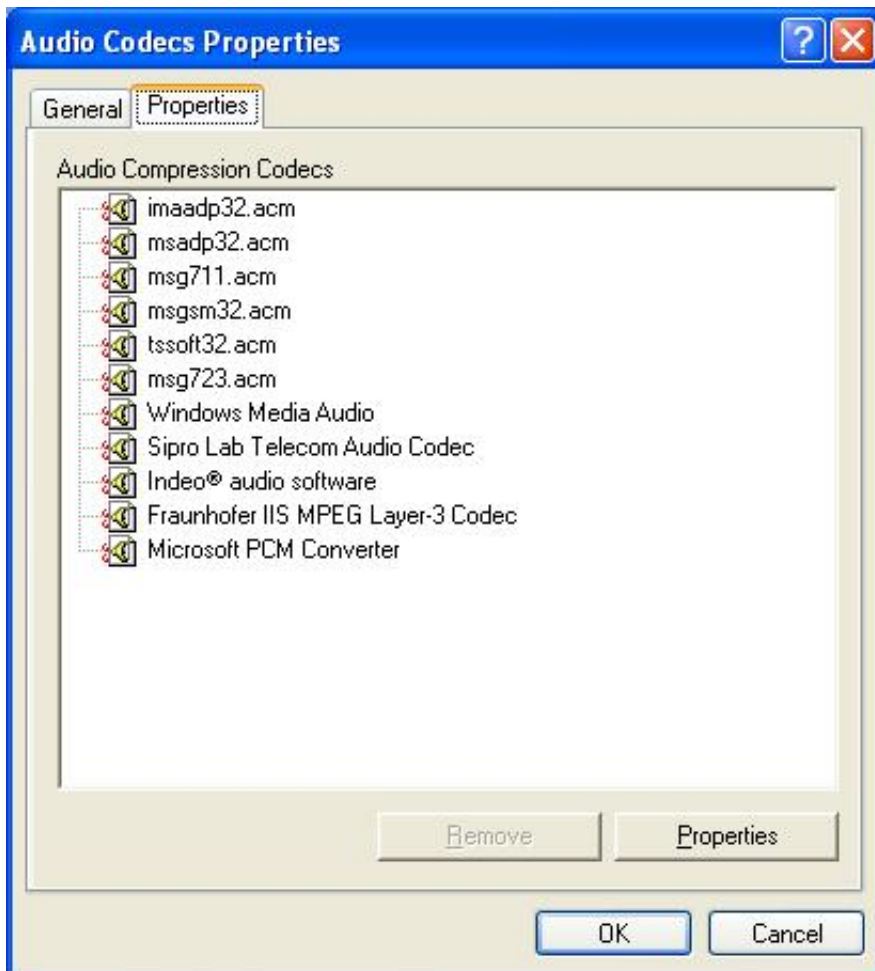 Audio Codecs Properties
?
General Properties
Audio Compression Codecs
imaadp32.acm
msadp32.acm
msg711.acm
msgsm32.acm
tssoft32.acm
msg723.acm
Windows Media Audio
Sipro Lab Telecom Audio Codec
Indeo® audio software
Fraunhofer IIS MPEG Layer-3 Codec
Microsoft PCM Converter
Remove Properties
OK Cancel